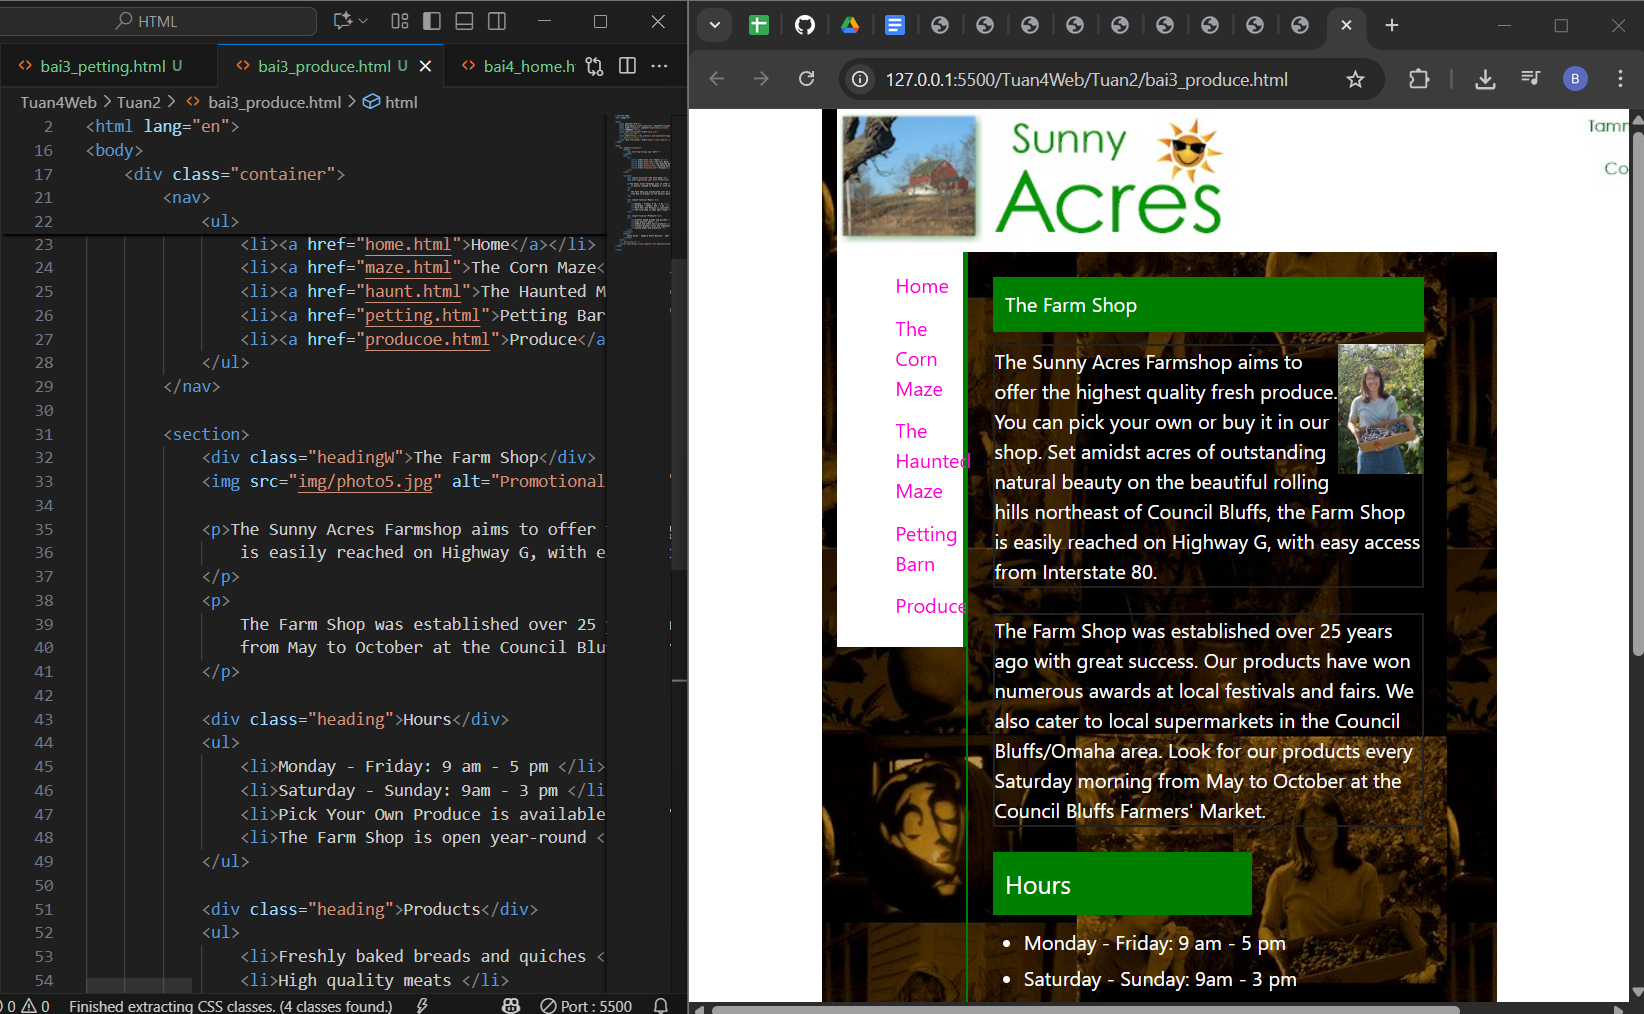 HTML
bai3_petting.html U
bai3_produce.html U
bai4_home.h
Tuan4Web > Tuan2 > bai3_produce.html > html
2 <html lang="en">
16 <body>
17 <div class="container">
21 <nav>
22 <ul>
23 <li><a href="home.html">Home</a></li>
24 <li><a href="maze.html">The Corn Maze<
25 <li><a href="haunt.html">The Haunted M
26 <li><a href="petting.html">Petting Bar
27 <li><a href="producoe.html">Produce</a
28 </ul>
29 </nav>
30
31 <section>
32 <div class="headingW">The Farm Shop</div>
33 <img src="img/photo5.jpg" alt="Promotional
34
35 <p>The Sunny Acres Farmshop aims to offer
36 is easily reached on Highway G, with e
37 </p>
38 <p>
39 The Farm Shop was established over 25
40 from May to October at the Council Blu
41 </p>
42
43 <div class="heading">Hours</div>
44 <ul>
45 <li>Monday - Friday: 9 am - 5 pm </li>
46 <li>Saturday - Sunday: 9am - 3 pm </li
47 <li>Pick Your Own Produce is available
48 <li>The Farm Shop is open year-round <
49 </ul>
50
51 <div class="heading">Products</div>
52 <ul>
53 <li>Freshly baked breads and quiches <
54 <li>High quality meats </li>
0 0 Finished extracting CSS classes. (4 classes found.) Port : 5500
127.0.0.1:5500/Tuan4Web/Tuan2/bai3_produce.html
B
Sunny
Acres
Tamm
Co
Home
The
Corn
Maze
The
Haunted
Maze
Petting
Barn
Produce
The Farm Shop
The Sunny Acres Farmshop aims to
offer the highest quality fresh produce.
You can pick your own or buy it in our
shop. Set amidst acres of outstanding
natural beauty on the beautiful rolling
hills northeast of Council Bluffs, the Farm Shop
is easily reached on Highway G, with easy access
from Interstate 80.
The Farm Shop was established over 25 years
ago with great success. Our products have won
numerous awards at local festivals and fairs. We
also cater to local supermarkets in the Council
Bluffs/Omaha area. Look for our products every
Saturday morning from May to October at the
Council Bluffs Farmers' Market.
Hours
• Monday - Friday: 9 am - 5 pm
• Saturday - Sunday: 9am - 3 pm